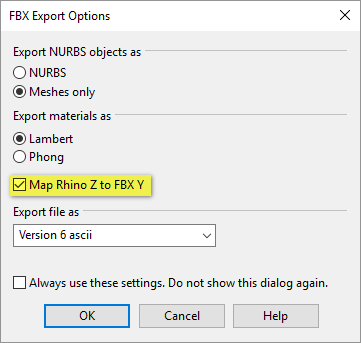 FBX Export Options
Export NURBS objects as
NURBS
Meshes only
Export materials as
Lambert
Phong
Map Rhino Z to FBX Y
Export file as
Version 6 ascii
Always use these settings. Do not show this dialog again.
OK Cancel Help